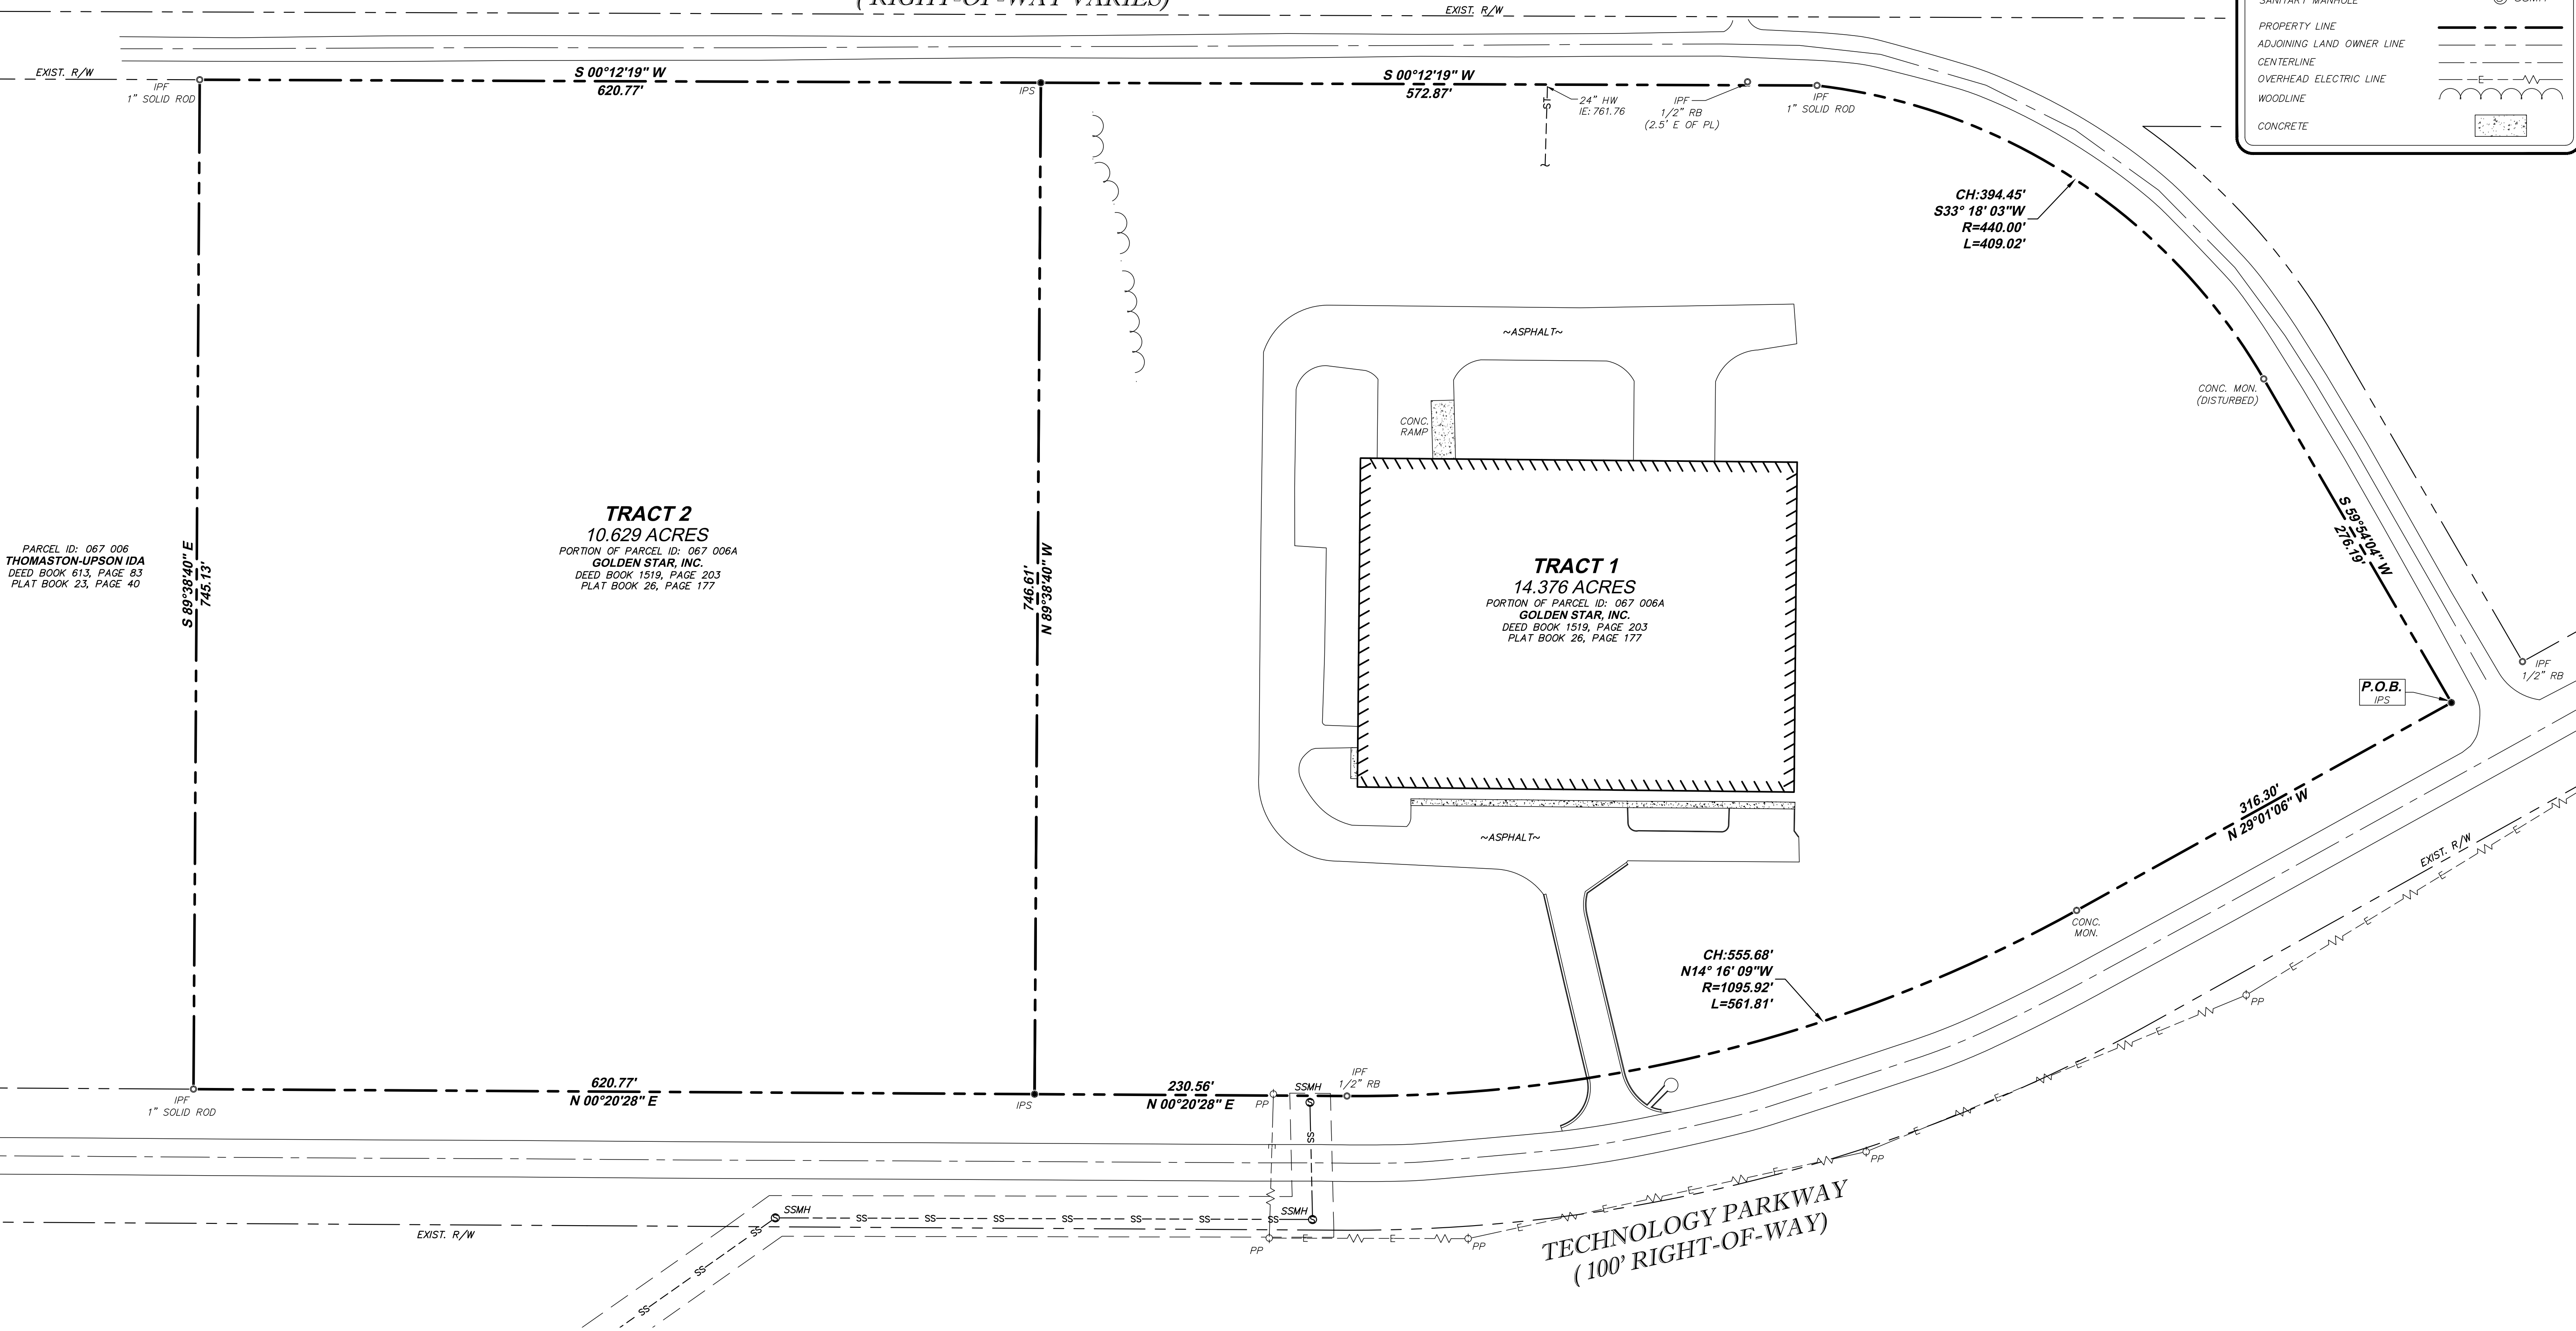 ( RIGHT-OF-WAY VARIES)
EXIST. R/W
EXIST. R/W
S 00°12'19" W
620.77'
S 00°12'19" W
572.87'
IPF
1" SOLID ROD
IPS
ST
24" HW
IE: 761.76
IPF
1/2" RB
(2.5' E OF PL)
IPF
1" SOLID ROD
SANITARY MANHOLE
SSMH
PROPERTY LINE
ADJOINING LAND OWNER LINE
CENTERLINE
OVERHEAD ELECTRIC LINE
E
WOODLINE
CONCRETE
CH:394.45'
S33° 18' 03"W
R=440.00'
L=409.02'
~ASPHALT~
CONC. MON.
(DISTURBED)
CONC.
RAMP
S 59°54'04" W
276.19'
PARCEL ID: 067 006
THOMASTON-UPSON IDA
DEED BOOK 613, PAGE 83
PLAT BOOK 23, PAGE 40
S 89°38'40" E
745.13'
TRACT 2
10.629 ACRES
PORTION OF PARCEL ID: 067 006A
GOLDEN STAR, INC.
DEED BOOK 1519, PAGE 203
PLAT BOOK 26, PAGE 177
746.61'
N 89°38'40" W
TRACT 1
14.376 ACRES
PORTION OF PARCEL ID: 067 006A
GOLDEN STAR, INC.
DEED BOOK 1519, PAGE 203
PLAT BOOK 26, PAGE 177
IPF
1/2" RB
P.O.B.
IPS
316.30'
N 29°01'06" W
~ASPHALT~
EXIST. R/W
CONC.
MON.
CH:555.68'
N14° 16' 09"W
R=1095.92'
L=561.81'
PP
620.77'
N 00°20'28" E
IPF
1" SOLID ROD
IPS
230.56'
N 00°20'28" E
PP
SSMH
IPF
1/2" RB
SS
PP
SSMH
SS SS SS SS SS SS SS
SSMH
EXIST. R/W
PP
E E
PP
E E E E E E E E E E E E
SS
SS
SS
TECHNOLOGY PARKWAY
( 100' RIGHT-OF-WAY)